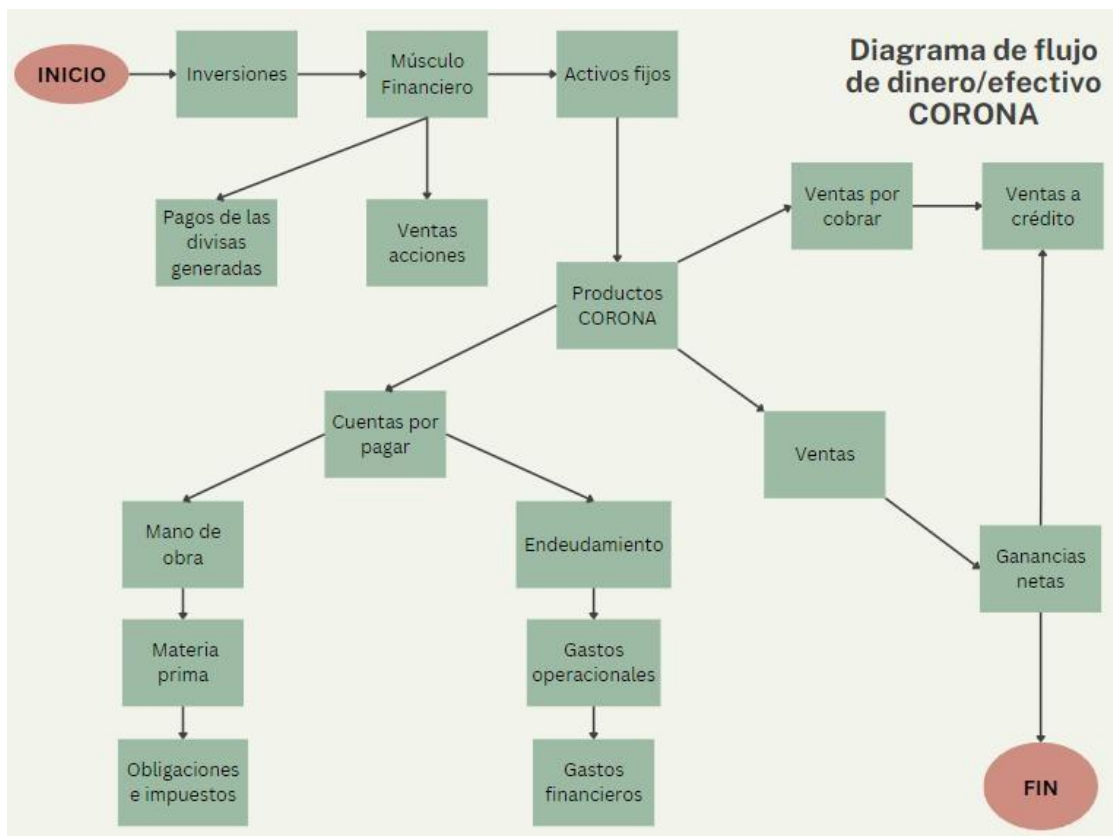 Diagrama de flujo
de dinero/efectivo
CORONA
INICIO
Inversiones
Músculo
Financiero
Activos fijos
Pagos de las
divisas
generadas
Ventas
acciones
Ventas por
cobrar
Ventas a
crédito
Productos
CORONA
Cuentas por
pagar
Ventas
Mano de
obra
Endeudamiento
Ganancias
netas
Materia
prima
Gastos
operacionales
Obligaciones
e impuestos
Gastos
financieros
FIN